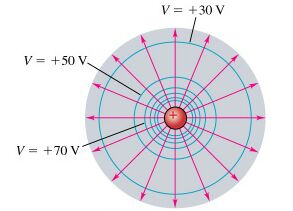 V = +30 V
V = +50 V
+
V = +70 V